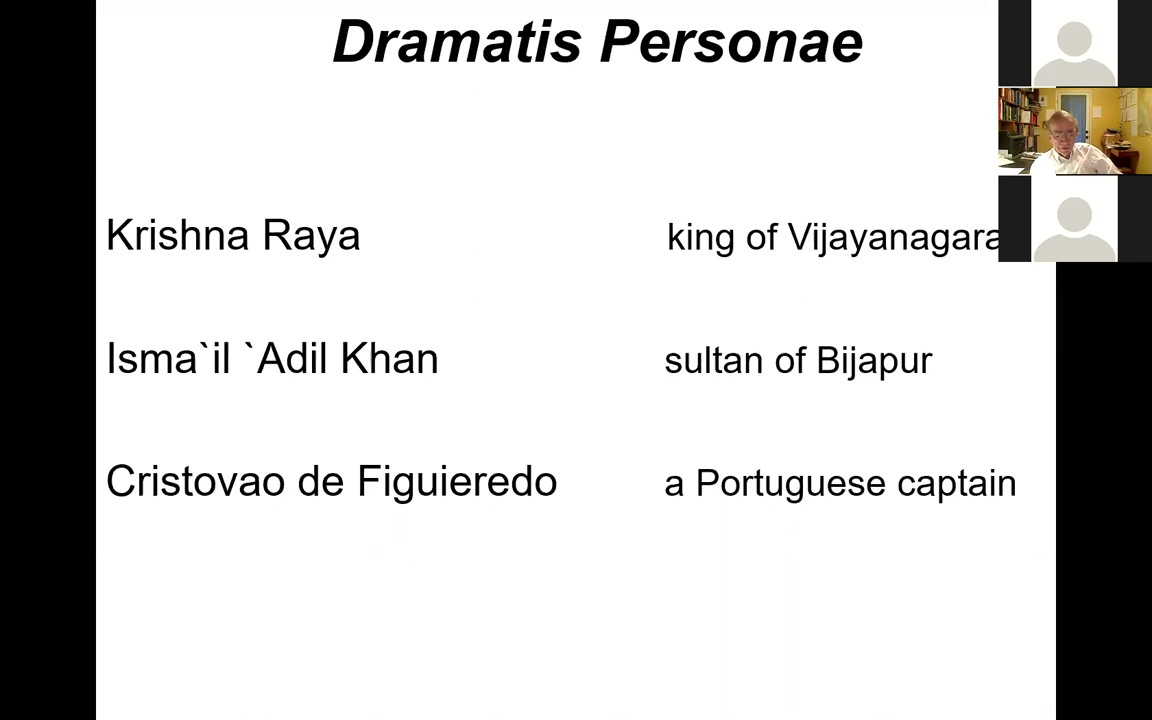 Dramatis Personae
Krishna Raya king of Vijayanagara
Isma`il `Adil Khan sultan of Bijapur
Cristovao de Figuieredo a Portuguese captain